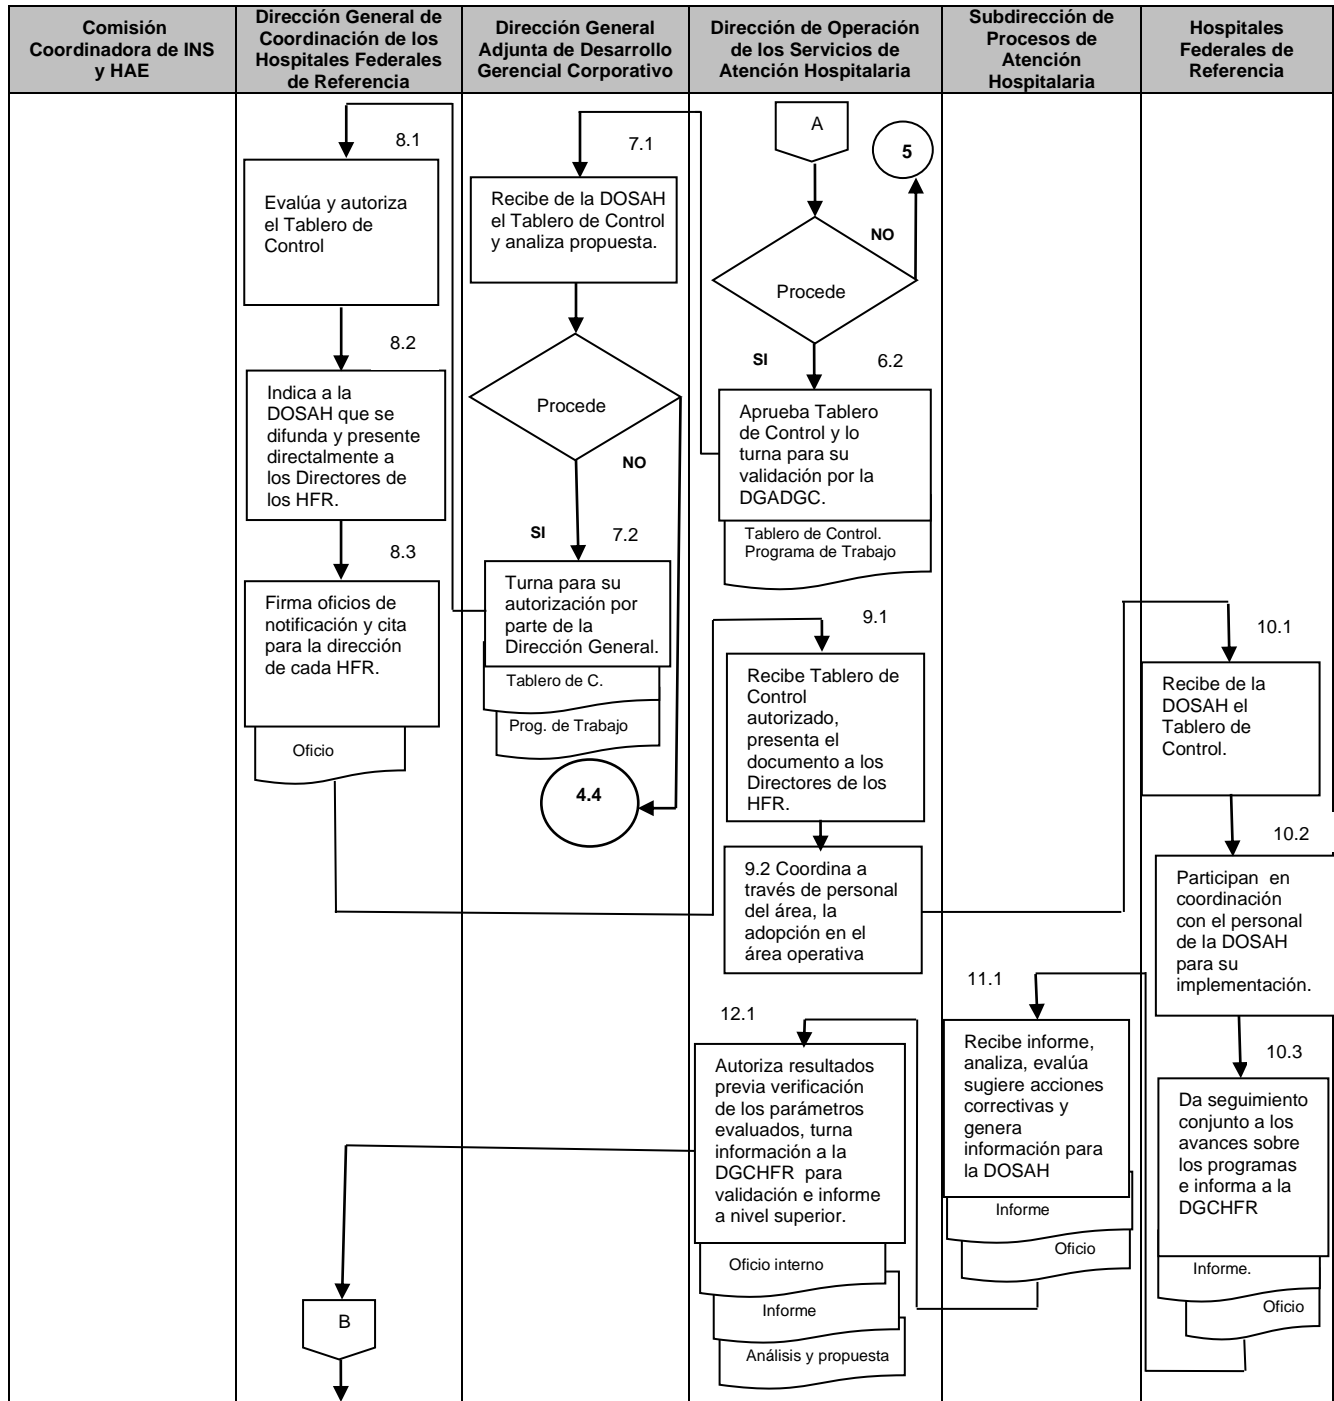 Comisión
Coordinadora de INS
y HAE
Dirección General de
Coordinación de los
Hospitales Federales
de Referencia
Dirección General
Adjunta de Desarrollo
Gerencial Corporativo
Dirección de Operación
de los Servicios de
Atención Hospitalaria
Subdirección de
Procesos de
Atención
Hospitalaria
Hospitales
Federales de
Referencia
8.1
Evalúa y autoriza
el Tablero de
Control
8.2
Indica a la
DOSAH que se
difunda y presente
directalmente a
los Directores de
los HFR.
8.3
Firma oficios de
notificación y cita
para la dirección
de cada HFR.
Oficio
B
7.1
Recibe de la DOSAH
el Tablero de Control
y analiza propuesta.
Procede
NO
SI
7.2
Turna para su
autorización por
parte de la
Dirección General.
Tablero de C.
Prog. de Trabajo
4.4
A
5
NO
Procede
SI
6.2
Aprueba Tablero
de Control y lo
turna para su
validación por la
DGADGC.
Tablero de Control.
Programa de Trabajo
9.1
Recibe Tablero de
Control
autorizado,
presenta el
documento a los
Directores de los
HFR.
9.2 Coordina a
través de personal
del área, la
adopción en el
área operativa
12.1
Autoriza resultados
previa verificación
de los parámetros
evaluados, turna
información a la
DGCHFR para
validación e informe
a nivel superior.
Oficio interno
Informe
Análisis y propuesta
11.1
Recibe informe,
analiza, evalúa
sugiere acciones
correctivas y
genera
información para
la DOSAH
Informe
Oficio
10.1
Recibe de la
DOSAH el
Tablero de
Control.
10.2
Participan en
coordinación
con el personal
de la DOSAH
para su
implementación.
10.3
Da seguimiento
conjunto a los
avances sobre
los programas
e informa a la
DGCHFR
Informe.
Oficio